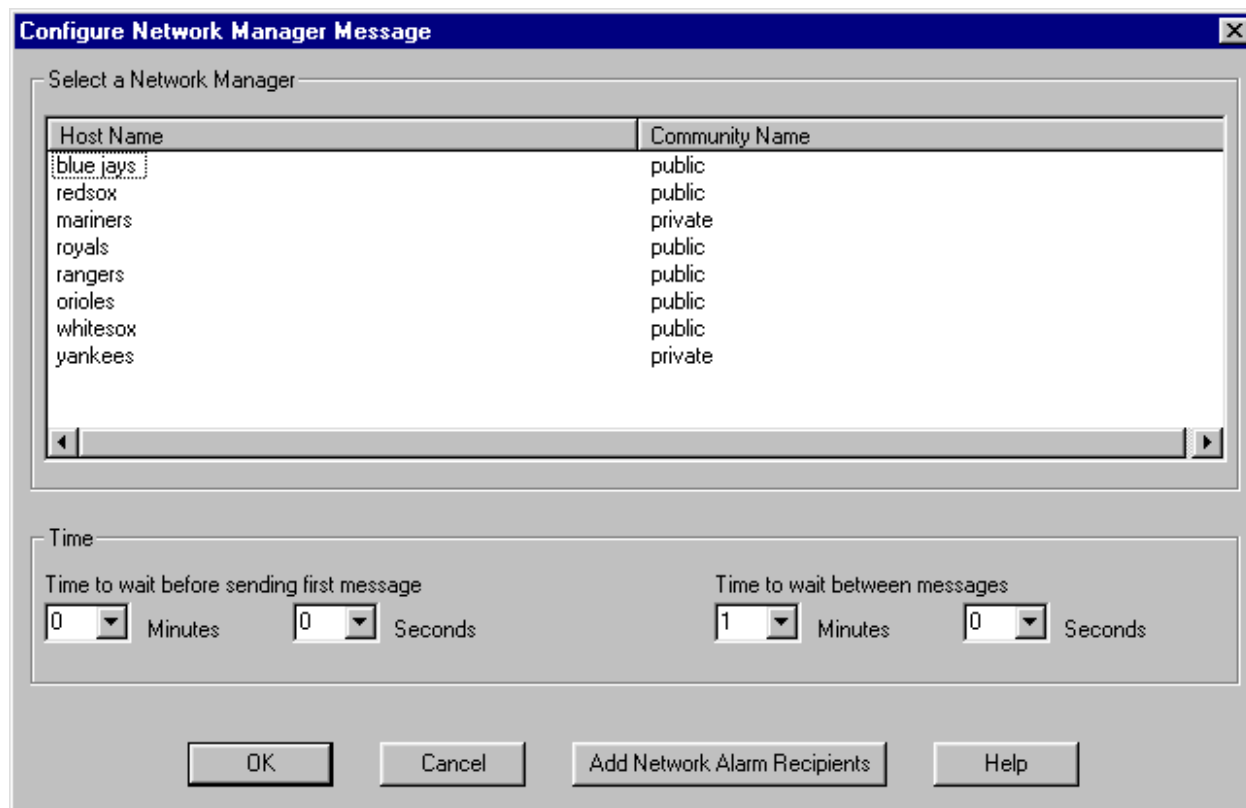 Configure Network Manager Message
Select a Network Manager
Host Name Community Name
blue jays public
redsox public
mariners private
royals public
rangers public
orioles public
whitesox public
yankees private
Time
Time to wait before sending first message Time to wait between messages
0 Minutes 0 Seconds 1 Minutes 0 Seconds
OK Cancel Add Network Alarm Recipients Help